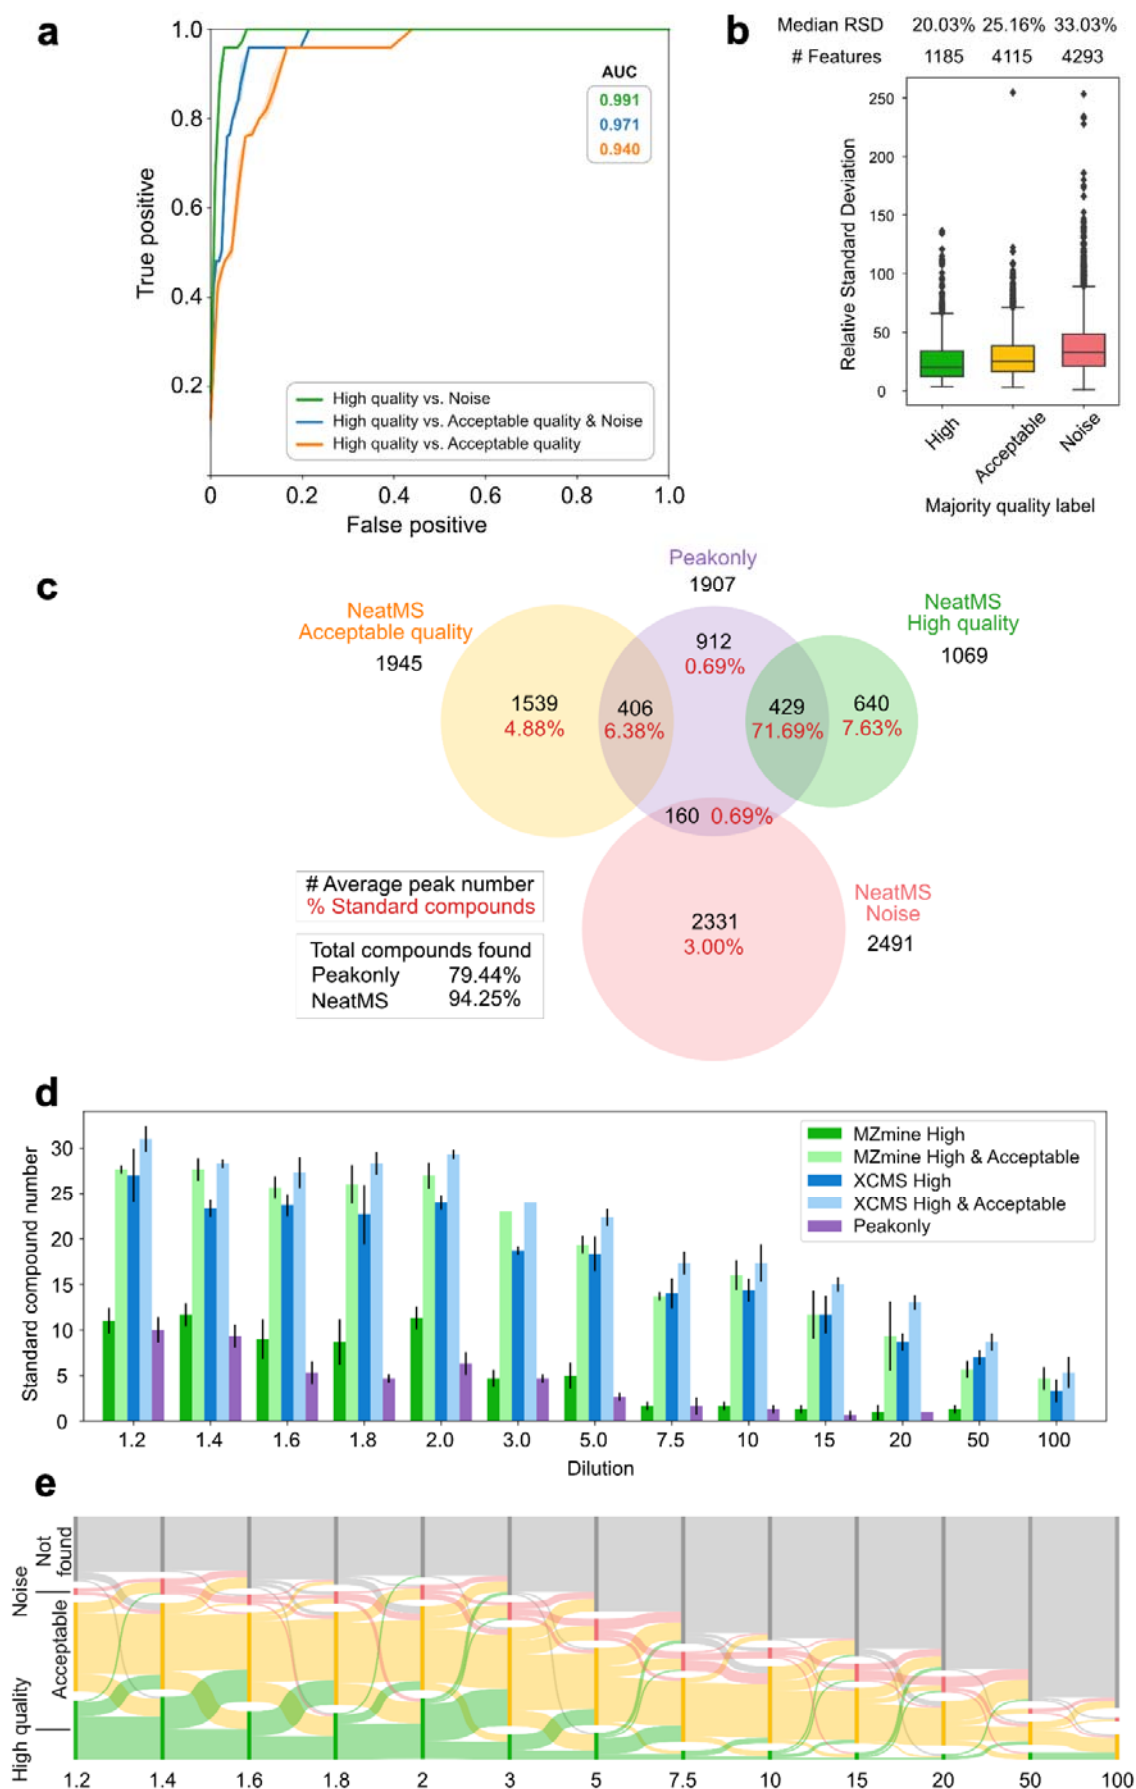 a
1.0
0.8
0.6
0.4
0.2
0
0.2
0.4
0.6
0.8
1.0
True positive
False positive
AUC
0.991
0.971
0.940
High quality vs. Noise
High quality vs. Acceptable quality & Noise
High quality vs. Acceptable quality
b
Median RSD 20.03% 25.16% 33.03%
# Features 1185 4115 4293
250
200
150
100
50
0
Relative Standard Deviation
High
Acceptable
Noise
Majority quality label
c
Peakonly
1907
NeatMS
Acceptable quality
1945
NeatMS
High quality
1069
912
0.69%
1539
4.88%
406
6.38%
429
71.69%
640
7.63%
160 0.69%
2331
3.00%
NeatMS
Noise
2491
# Average peak number
% Standard compounds
Total compounds found
Peakonly 79.44%
NeatMS 94.25%
d
30
25
20
15
10
5
0
Standard compound number
MZmine High
MZmine High & Acceptable
XCMS High
XCMS High & Acceptable
Peakonly
1.2 1.4 1.6 1.8 2.0 3.0 5.0 7.5 10 15 20 50 100
Dilution
e
Not
found
Noise
Acceptable
High quality
1.2 1.4 1.6 1.8 2 3 5 7.5 10 15 20 50 100